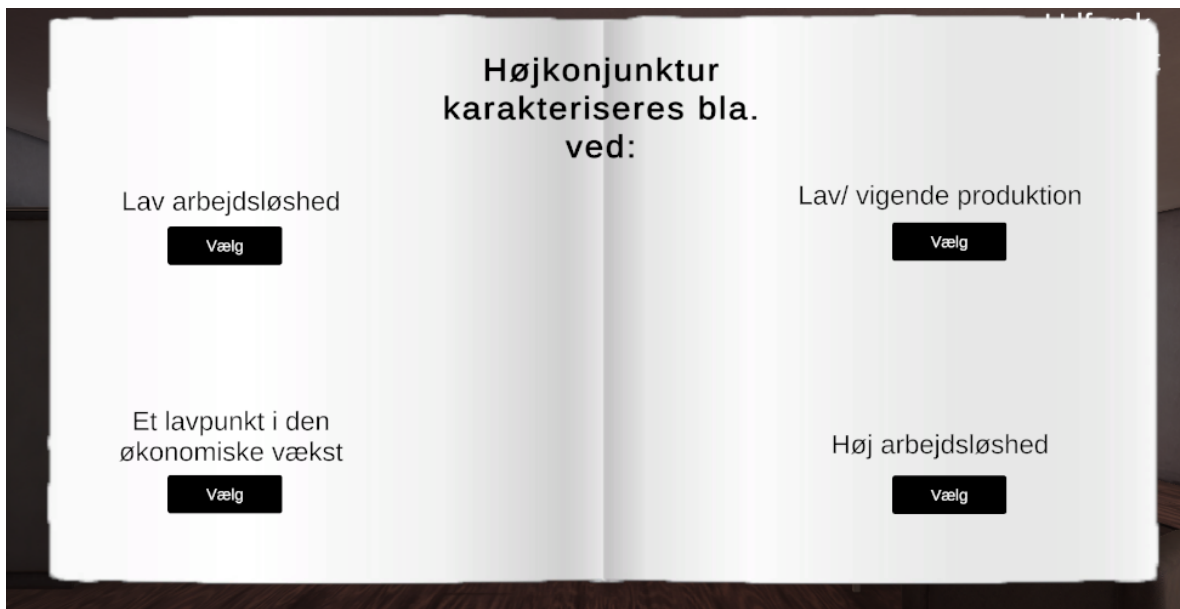 Højkonjunktur
karakteriseres bla.
ved:
Lav arbejdsløshed
Vælg
Lav/ vigende produktion
Vælg
Et lavpunkt i den
økonomiske vækst
Vælg
Høj arbejdsløshed
Vælg